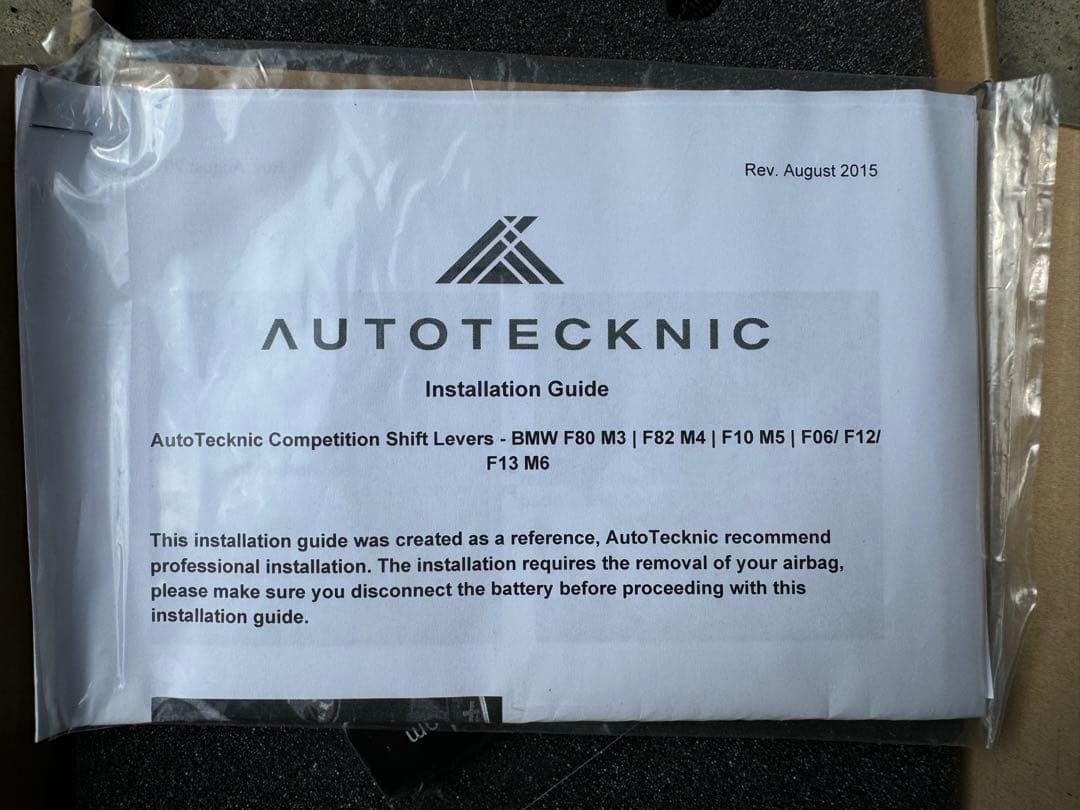 Rev. August 2015
AUTOTECKNIC
Installation Guide
AutoTecknic Competition Shift Levers - BMW F80 M3 | F82 M4 | F10 M5 | F06/ F12/
F13 M6
This installation guide was created as a reference, AutoTecknic recommend
professional installation. The installation requires the removal of your airbag,
please make sure you disconnect the battery before proceeding with this
installation guide.